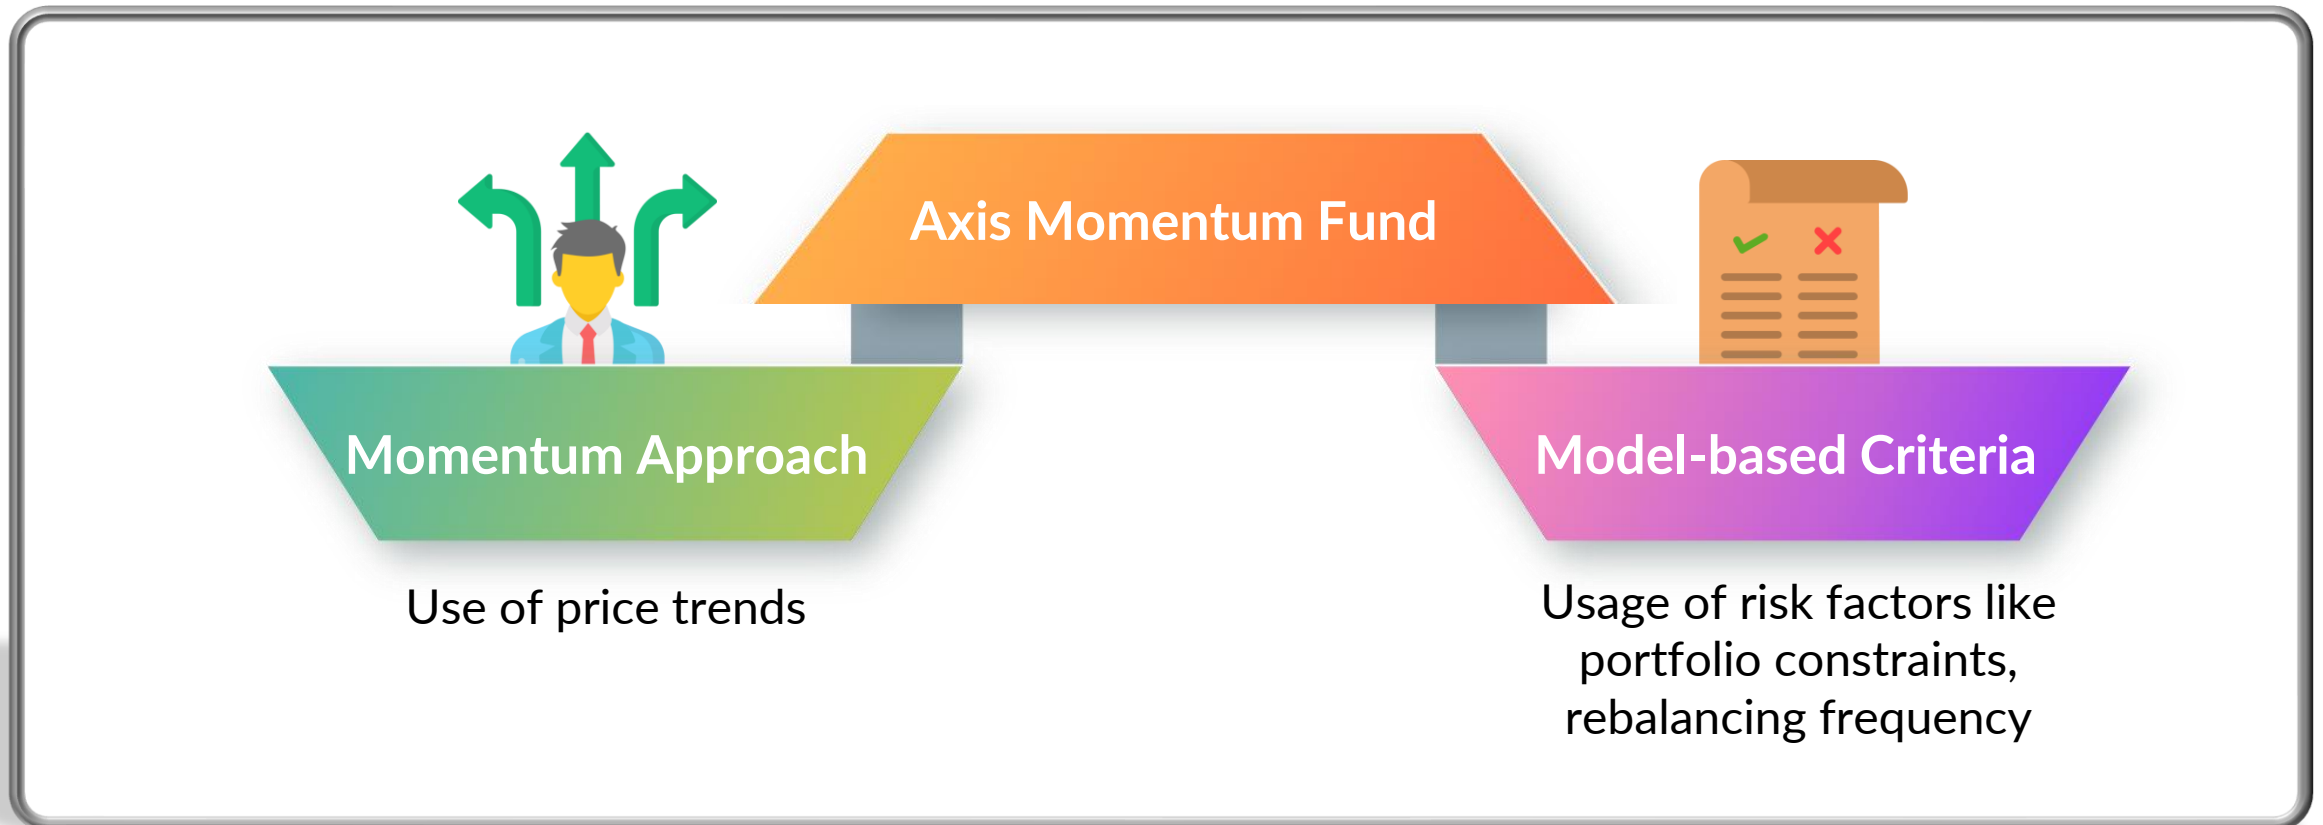 Axis Momentum Fund
Momentum Approach
Use of price trends
Model-based Criteria
Usage of risk factors like
portfolio constraints,
rebalancing frequency